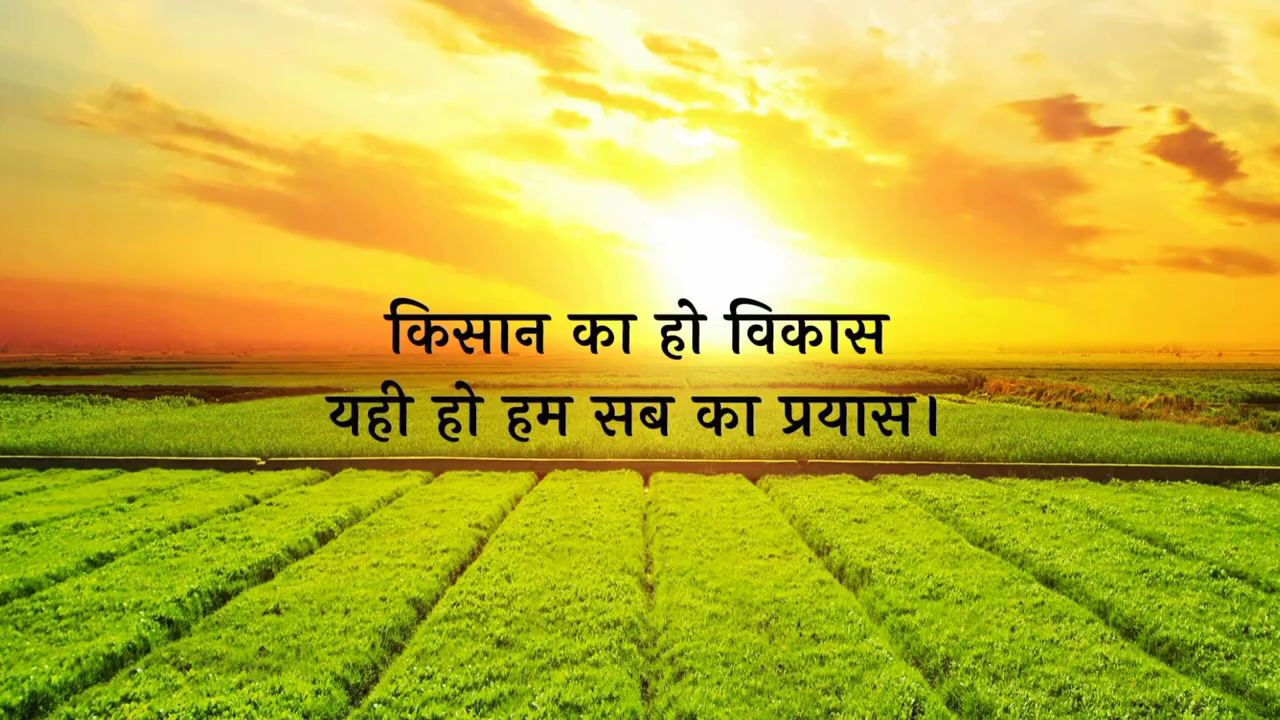 किसान का हो विकास
यही हो हम सब का प्रयास।